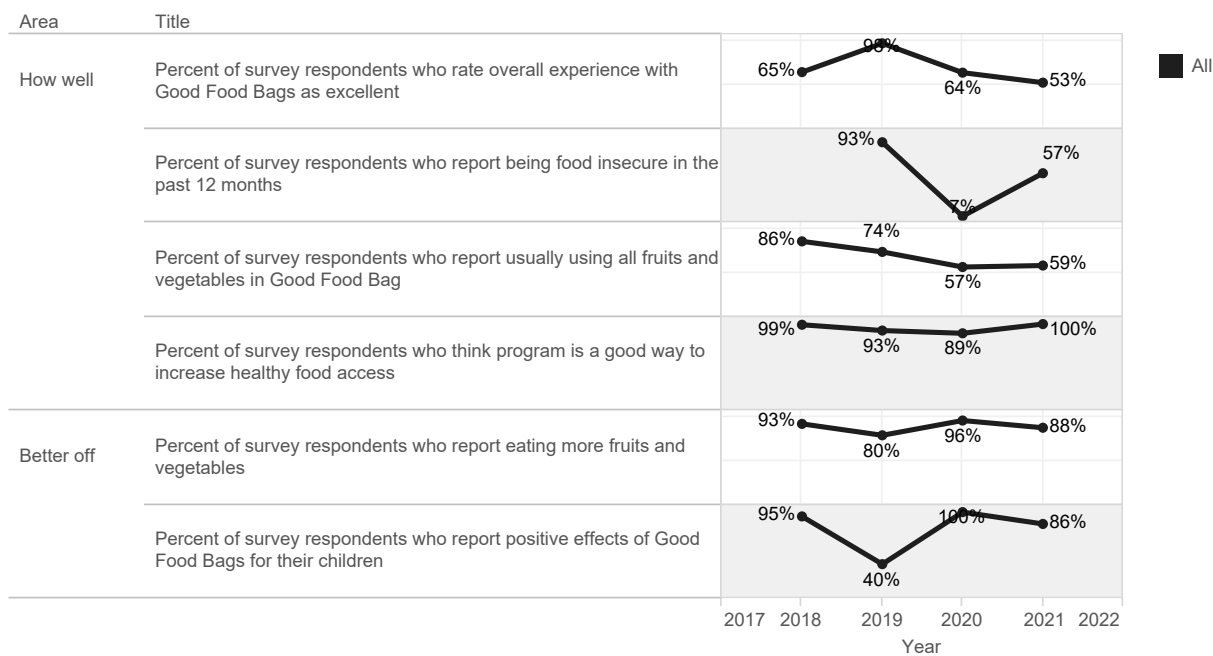 Area Title
All
How well
Percent of survey respondents who rate overall experience with
Good Food Bags as excellent
65%
98%
64%
53%
Percent of survey respondents who report being food insecure in the
past 12 months
93%
7%
57%
Percent of survey respondents who report usually using all fruits and
vegetables in Good Food Bag
86%
74%
57%
59%
Percent of survey respondents who think program is a good way to
increase healthy food access
99%
93%
89%
100%
Better off
Percent of survey respondents who report eating more fruits and
vegetables
93%
80%
96%
88%
Percent of survey respondents who report positive effects of Good
Food Bags for their children
95%
40%
100%
86%
2017 2018 2019 2020 2021 2022
Year